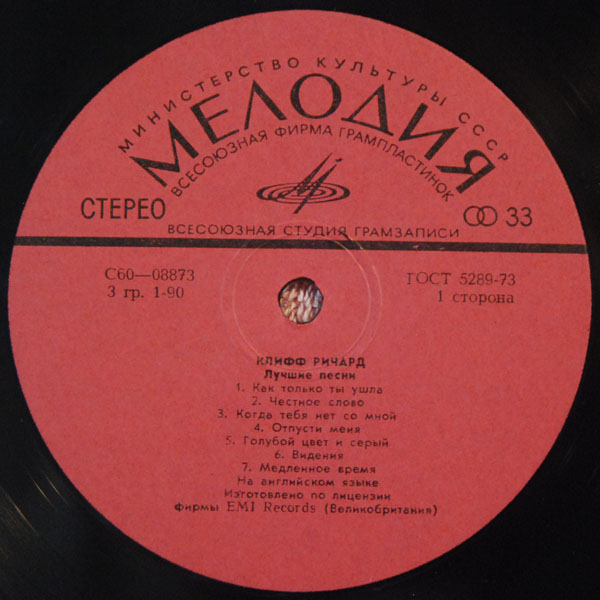 МИНИСТЕРСТВО КУЛЬТУРЫ СССР
МЕЛОДИЯ
ВСЕСОЮЗНАЯ ФИРМА ГРАМПЛАСТИНОК
СТЕРЕО
33
ВСЕСОЮЗНАЯ СТУДИЯ ГРАМЗАПИСИ
С60—08873
ГОСТ 5289-73
3 гр. 1-90
1 сторона
КЛИФФ РИЧАРД
Лучшие песни
1. Как только ты ушла
2. Честное слово
3. Когда тебя нет со мной
4. Отпусти меня
5. Голубой цвет и серый
6. Видения
7. Медленное время
На английском языке
Изготовлено по лицензии
фирмы EMI Records (Великобритания)